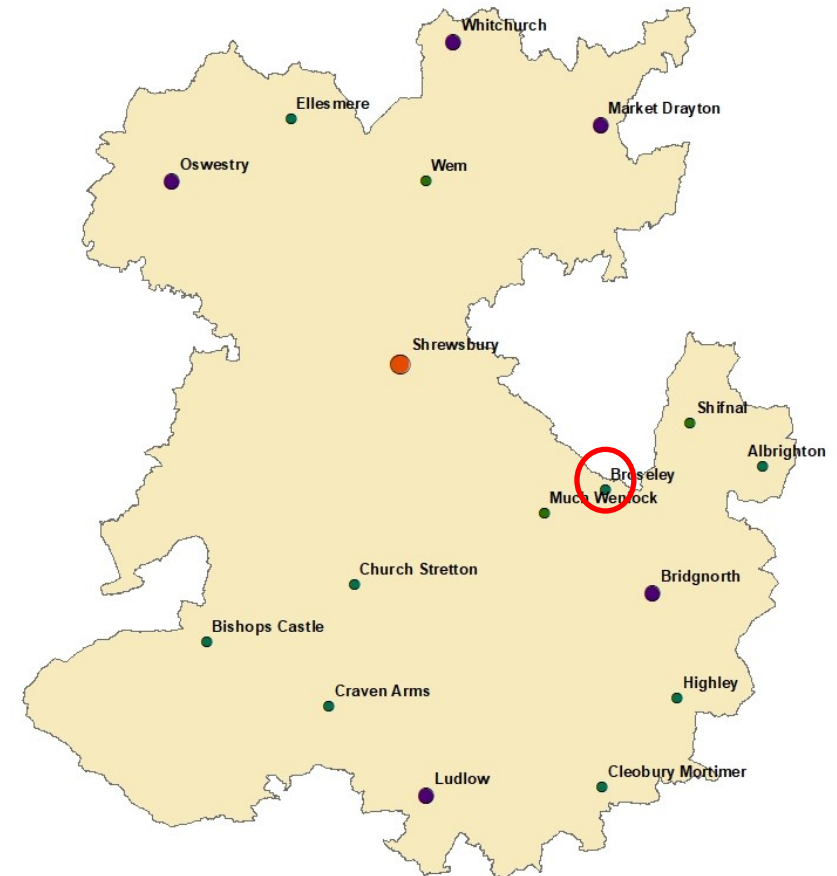 Whitchurch
Ellesmere
Market Drayton
Oswestry
Wem
Shrewsbury
Shifnal
Albrighton
Broseley
Much Wenlock
Church Stretton
Bridgnorth
Bishops Castle
Highley
Craven Arms
Cleobury Mortimer
Ludlow